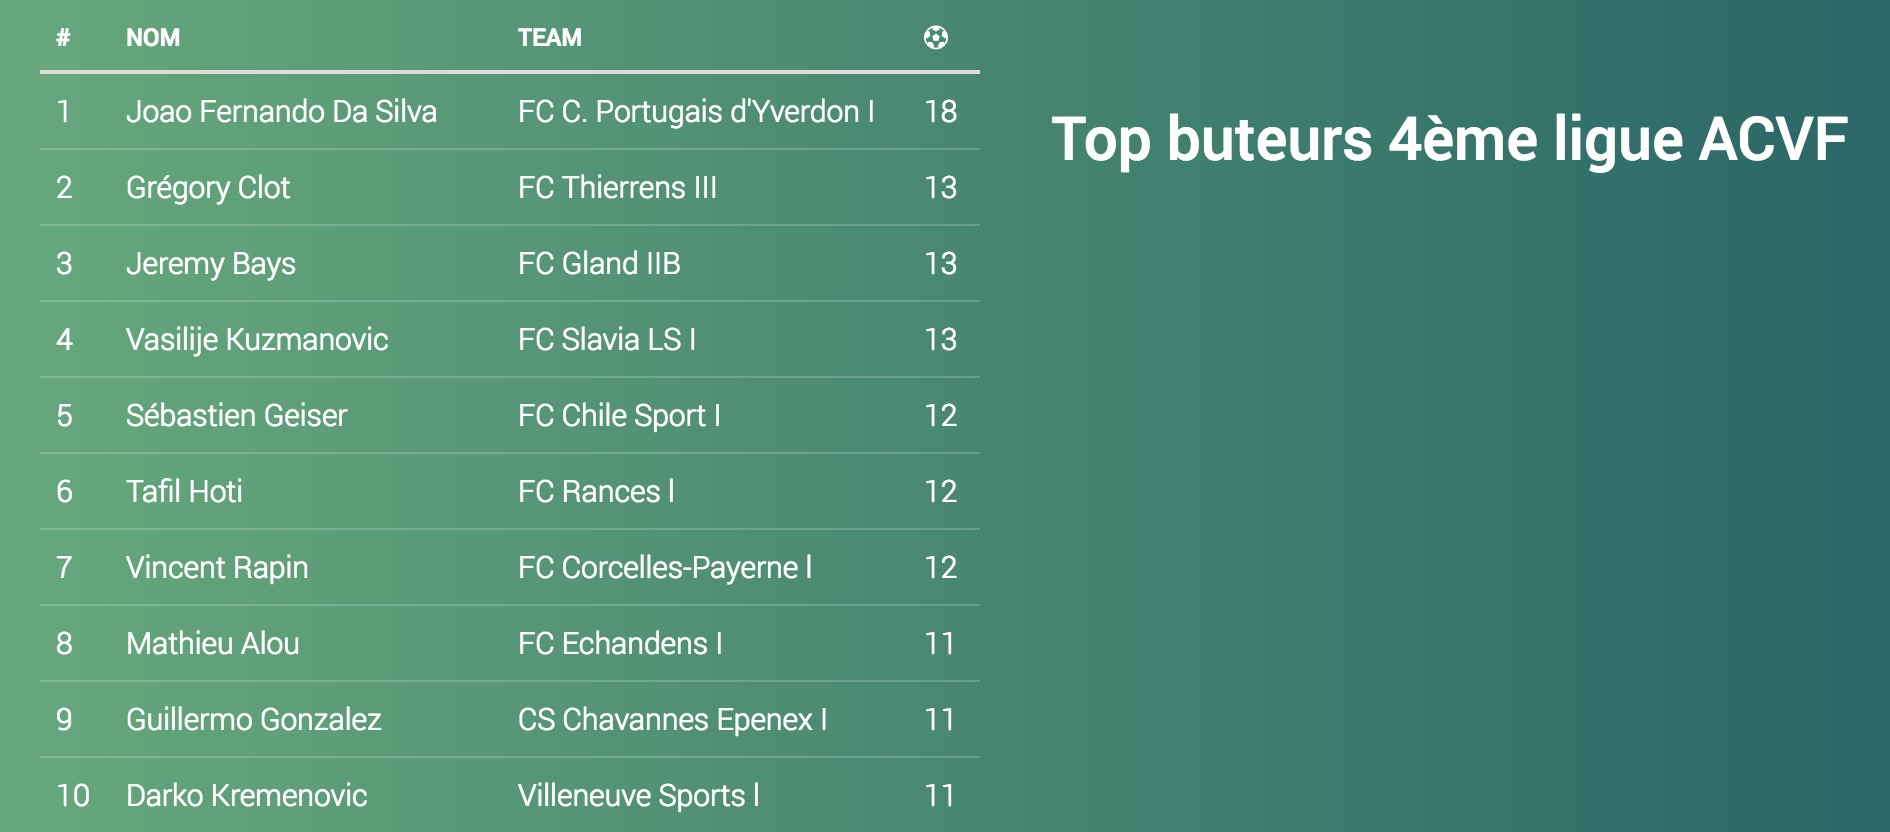 # NOM TEAM
1 Joao Fernando Da Silva FC C. Portugais d'Yverdon I 18
2 Grégory Clot FC Thierrens III 13
3 Jeremy Bays FC Gland IIB 13
4 Vasilije Kuzmanovic FC Slavia LS I 13
5 Sébastien Geiser FC Chile Sport I 12
6 Tafil Hoti FC Rances l 12
7 Vincent Rapin FC Corcelles-Payerne l 12
8 Mathieu Alou FC Echandens I 11
9 Guillermo Gonzalez CS Chavannes Epenex I 11
10 Darko Kremenovic Villeneuve Sports l 11
Top buteurs 4ème ligue ACVF